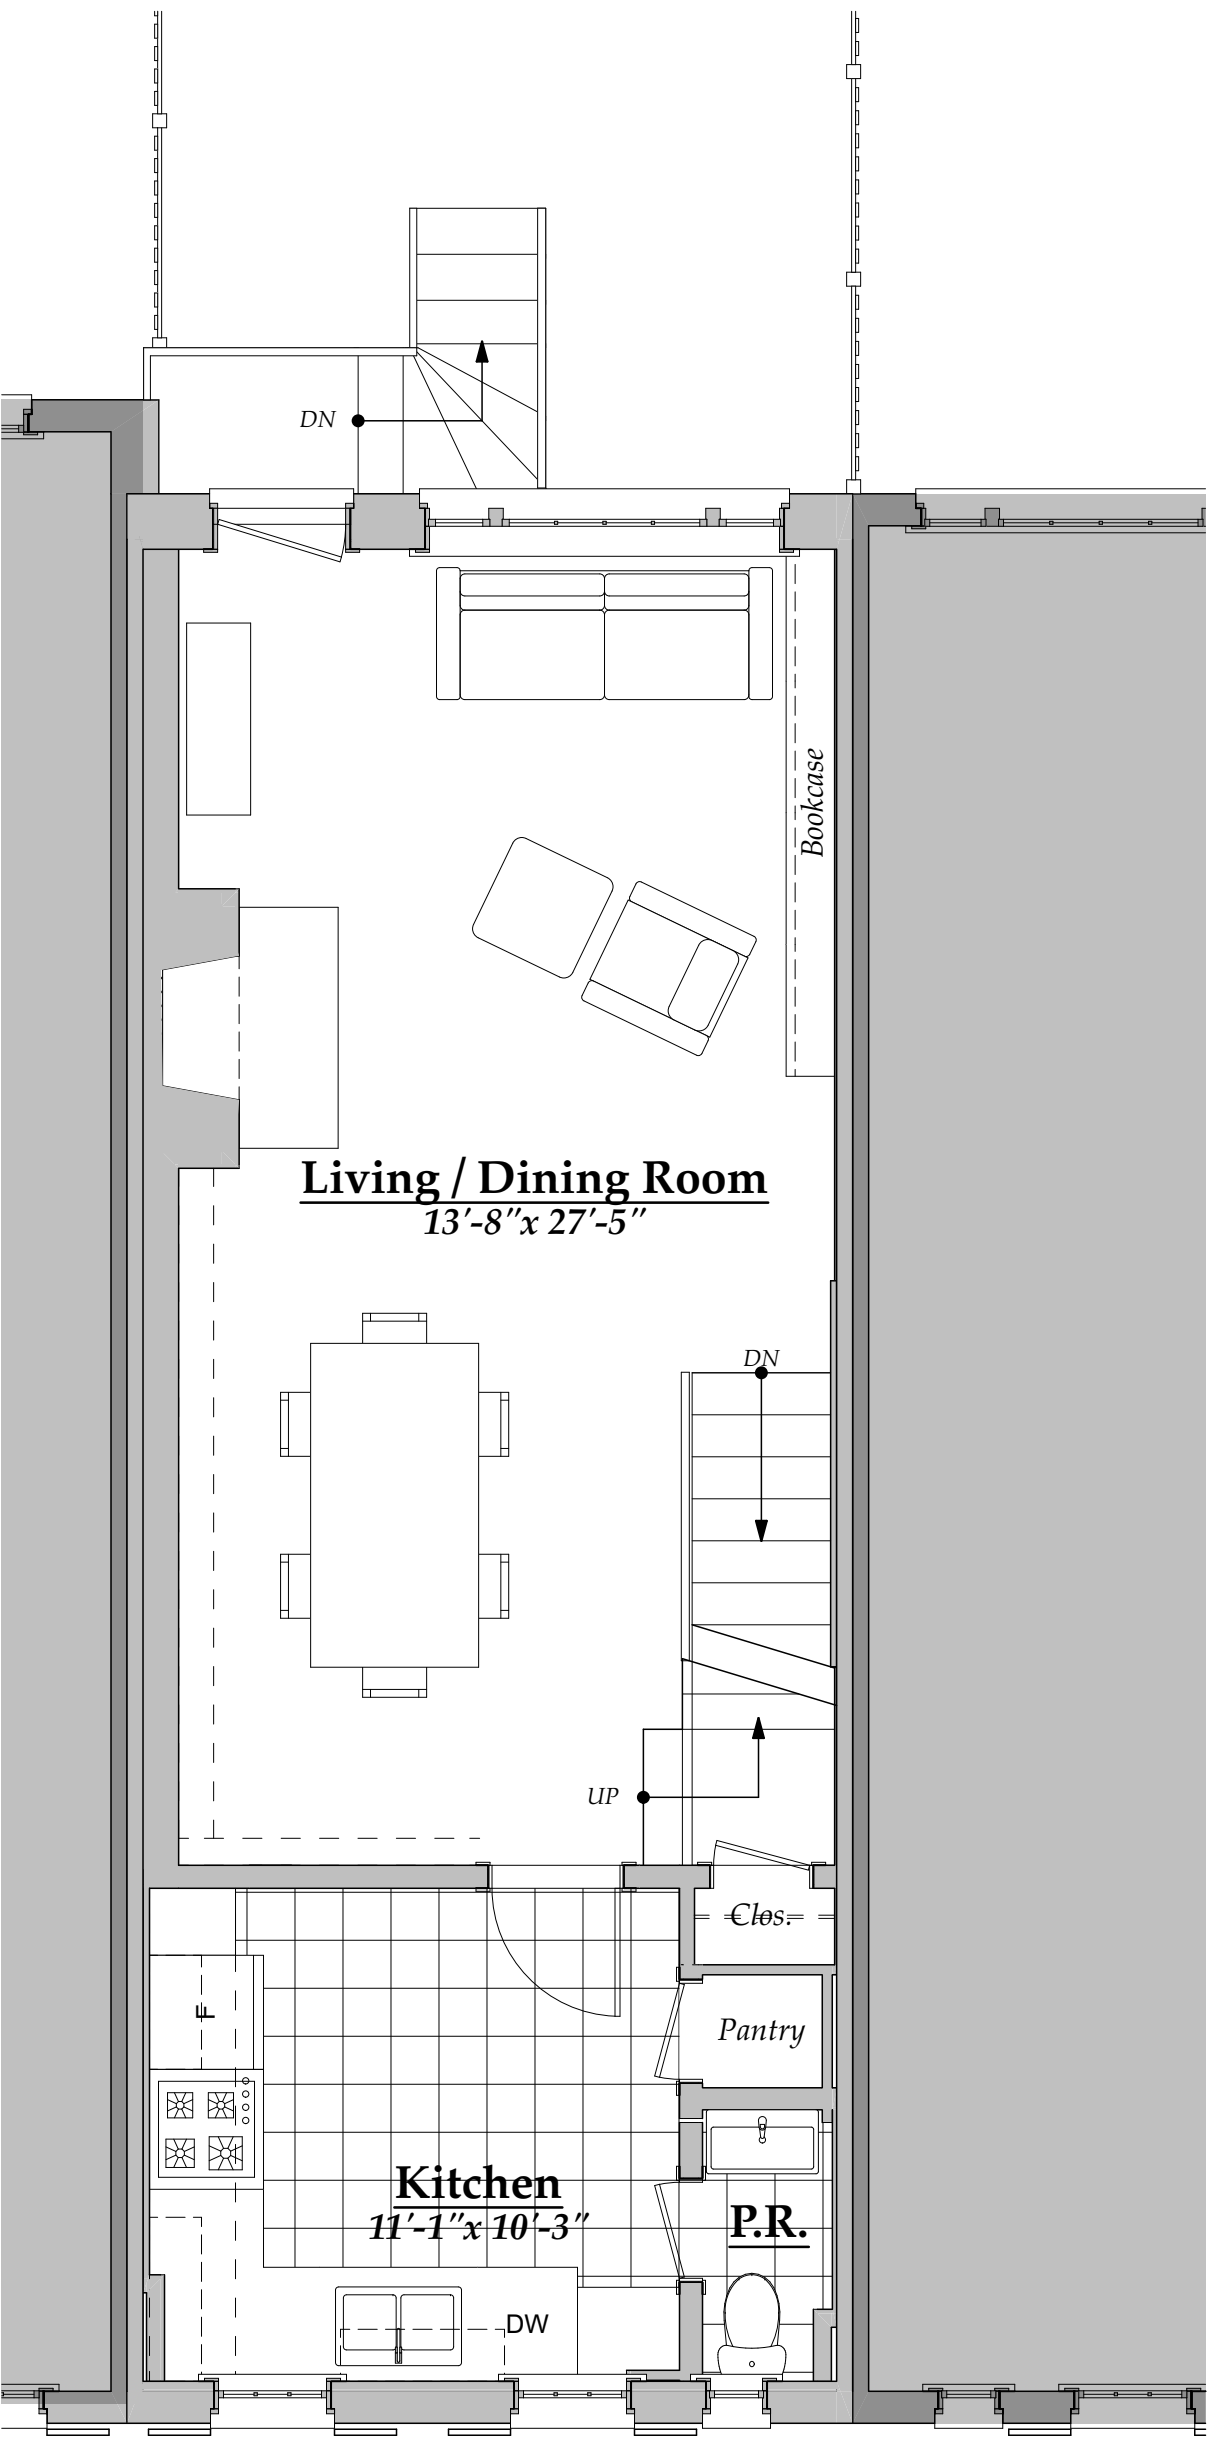 DN
Bookcase
Living / Dining Room
13'-8"x 27'-5"
DN
UP
Clos.
F
Pantry
Kitchen
11'-1"x 10'-3"
P.R.
DW